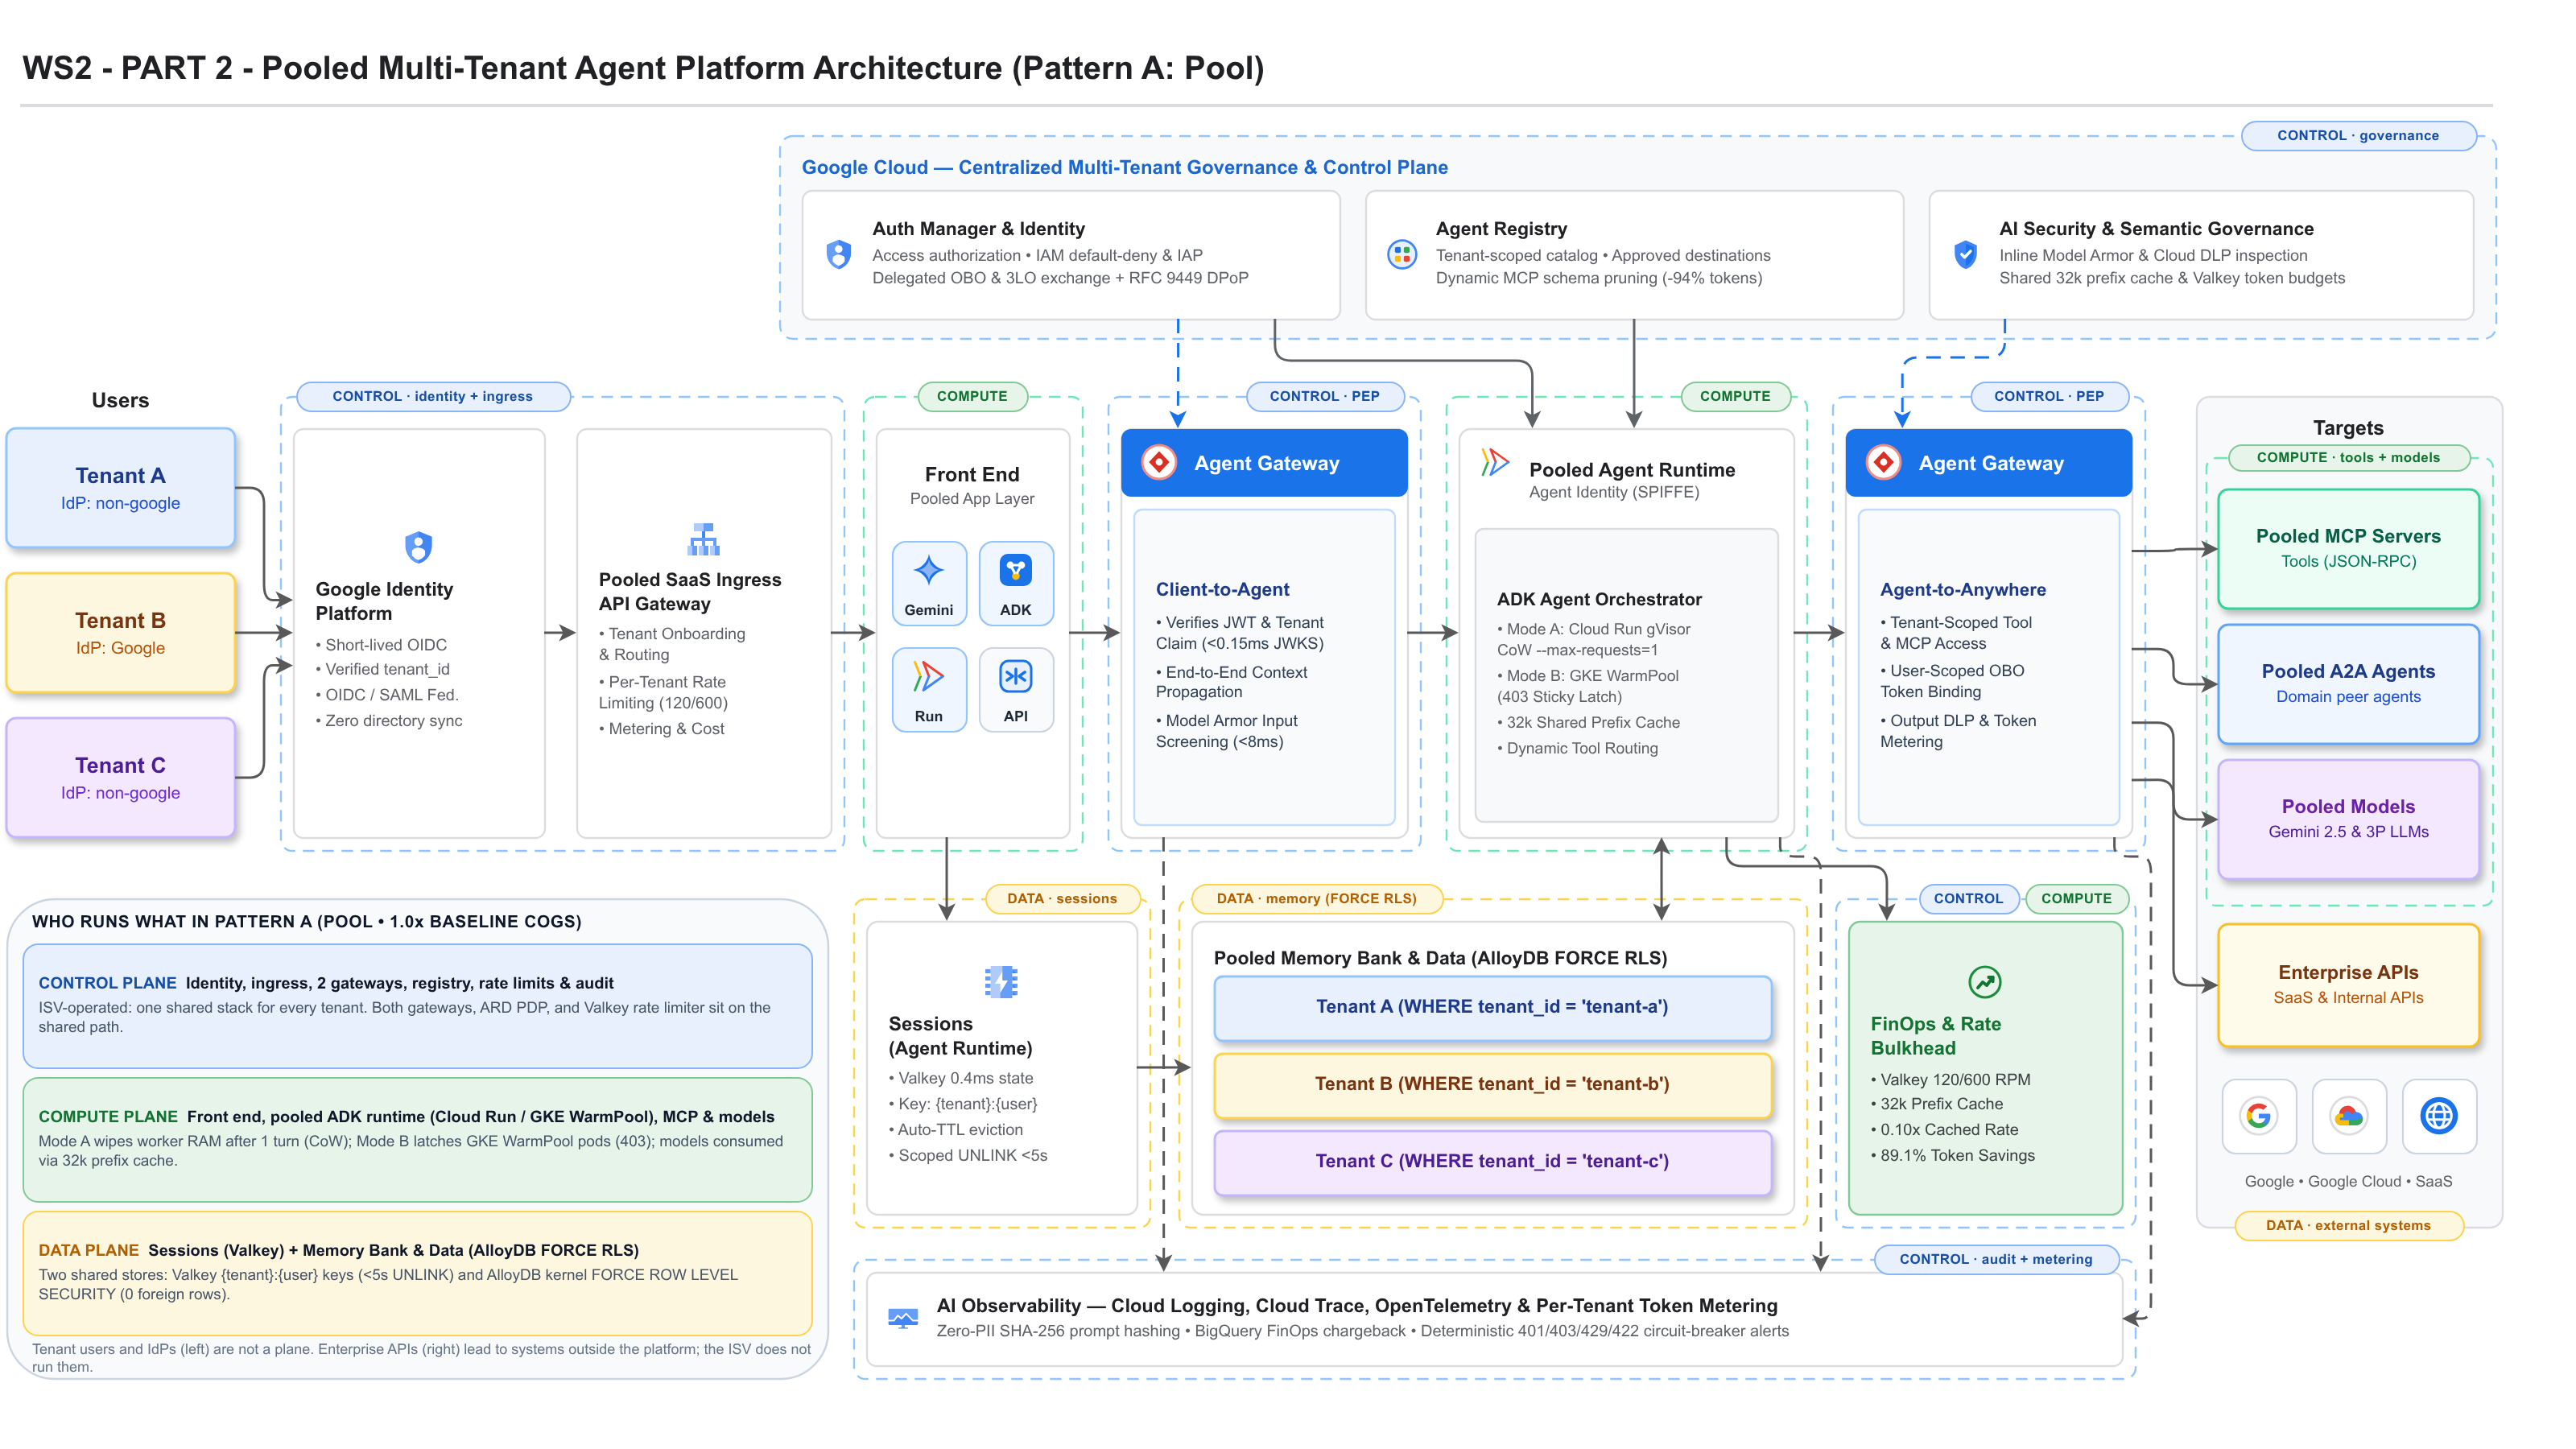 WS2 - PART 2 - Pooled Multi-Tenant Agent Platform Architecture (Pattern A: Pool)
CONTROL · governance
Google Cloud — Centralized Multi-Tenant Governance & Control Plane
Auth Manager & Identity
Access authorization • IAM default-deny & IAP
Delegated OBO & 3LO exchange + RFC 9449 DPoP
Agent Registry
Tenant-scoped catalog • Approved destinations
Dynamic MCP schema pruning (-94% tokens)
AI Security & Semantic Governance
Inline Model Armor & Cloud DLP inspection
Shared 32k prefix cache & Valkey token budgets
Users
Tenant A
IdP: non-google
Tenant B
IdP: Google
Tenant C
IdP: non-google
CONTROL · identity + ingress
Google Identity
Platform
• Short-lived OIDC
• Verified tenant_id
• OIDC / SAML Fed.
• Zero directory sync
Pooled SaaS Ingress
API Gateway
• Tenant Onboarding
& Routing
• Per-Tenant Rate
Limiting (120/600)
• Metering & Cost
COMPUTE
Front End
Pooled App Layer
Gemini
ADK
Run
API
CONTROL · PEP
Agent Gateway
Client-to-Agent
• Verifies JWT & Tenant
Claim (<0.15ms JWKS)
• End-to-End Context
Propagation
• Model Armor Input
Screening (<8ms)
COMPUTE
Pooled Agent Runtime
Agent Identity (SPIFFE)
ADK Agent Orchestrator
• Mode A: Cloud Run gVisor
CoW --max-requests=1
• Mode B: GKE WarmPool
(403 Sticky Latch)
• 32k Shared Prefix Cache
• Dynamic Tool Routing
CONTROL · PEP
Agent Gateway
Agent-to-Anywhere
• Tenant-Scoped Tool
& MCP Access
• User-Scoped OBO
Token Binding
• Output DLP & Token
Metering
Targets
COMPUTE · tools + models
Pooled MCP Servers
Tools (JSON-RPC)
Pooled A2A Agents
Domain peer agents
Pooled Models
Gemini 2.5 & 3P LLMs
Enterprise APIs
SaaS & Internal APIs
Google • Google Cloud • SaaS
DATA · external systems
WHO RUNS WHAT IN PATTERN A (POOL • 1.0x BASELINE COGS)
CONTROL PLANE Identity, ingress, 2 gateways, registry, rate limits & audit
ISV-operated: one shared stack for every tenant. Both gateways, ARD PDP, and Valkey rate limiter sit on the
shared path.
COMPUTE PLANE Front end, pooled ADK runtime (Cloud Run / GKE WarmPool), MCP & models
Mode A wipes worker RAM after 1 turn (CoW); Mode B latches GKE WarmPool pods (403); models consumed
via 32k prefix cache.
DATA PLANE Sessions (Valkey) + Memory Bank & Data (AlloyDB FORCE RLS)
Two shared stores: Valkey {tenant}:{user} keys (<5s UNLINK) and AlloyDB kernel FORCE ROW LEVEL
SECURITY (0 foreign rows).
Tenant users and IdPs (left) are not a plane. Enterprise APIs (right) lead to systems outside the platform; the ISV does not
run them.
DATA · sessions
Sessions
(Agent Runtime)
• Valkey 0.4ms state
• Key: {tenant}:{user}
• Auto-TTL eviction
• Scoped UNLINK <5s
DATA · memory (FORCE RLS)
Pooled Memory Bank & Data (AlloyDB FORCE RLS)
Tenant A (WHERE tenant_id = 'tenant-a')
Tenant B (WHERE tenant_id = 'tenant-b')
Tenant C (WHERE tenant_id = 'tenant-c')
CONTROL
COMPUTE
FinOps & Rate
Bulkhead
• Valkey 120/600 RPM
• 32k Prefix Cache
• 0.10x Cached Rate
• 89.1% Token Savings
CONTROL · audit + metering
AI Observability — Cloud Logging, Cloud Trace, OpenTelemetry & Per-Tenant Token Metering
Zero-PII SHA-256 prompt hashing • BigQuery FinOps chargeback • Deterministic 401/403/429/422 circuit-breaker alerts